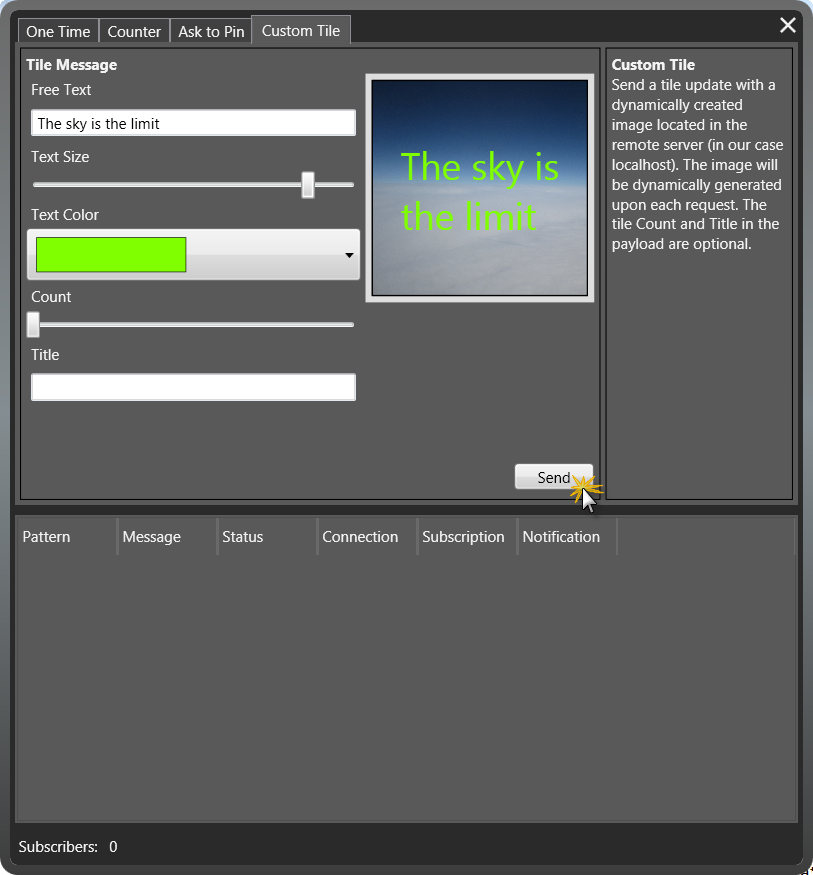 One Time Counter Ask to Pin Custom Tile
Tile Message
Free Text
The sky is the limit
Text Size
Text Color
Count
Title
The sky is
the limit
Send
Custom Tile
Send a tile update with a
dynamically created
image located in the
remote server (in our case
localhost). The image will
be dynamically generated
upon each request. The
tile Count and Title in the
payload are optional.
Pattern Message Status Connection Subscription Notification
Subscribers: 0